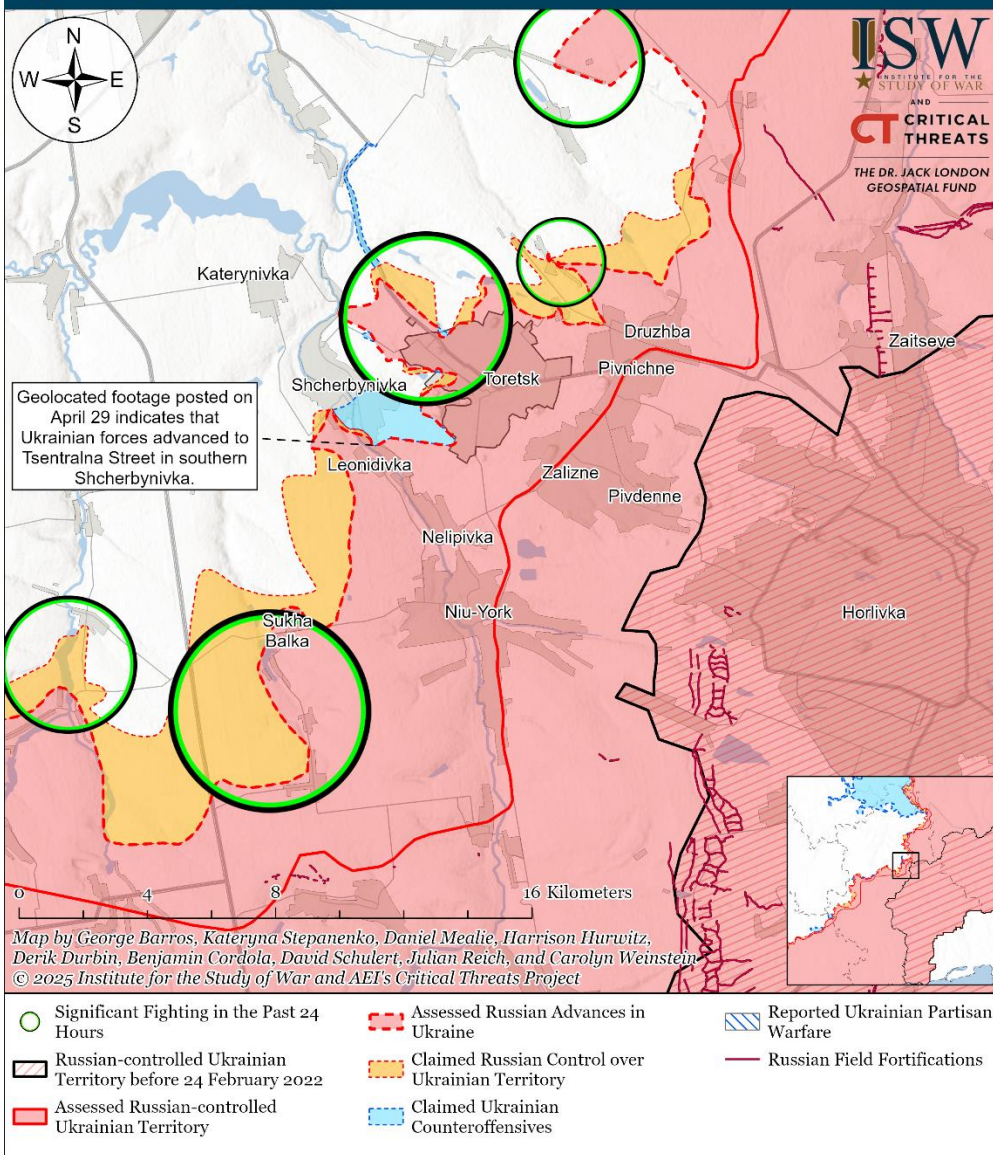 N
W E
S
ISW
INSTITUTE FOR THE
STUDY OF WAR
AND
CT CRITICAL
THREATS
THE DR. JACK LONDON
GEOSPATIAL FUND
Katerynivka
Druzhba
Zaitseve
Pivnichne
Shcherbynivka
Toretsk
Geolocated footage posted on
April 29 indicates that
Ukrainian forces advanced to
Tsentralna Street in southern
Shcherbynivka.
Leonidivka
Zalizne
Pivdenne
Nelipivka
Niu-York
Horlivka
Sukha
Balka
0 4 8 16 Kilometers
Map by George Barros, Kateryna Stepanenko, Daniel Mealie, Harrison Hurwitz,
Derik Durbin, Benjamin Cordola, David Schulert, Julian Reich, and Carolyn Weinstein
© 2025 Institute for the Study of War and AEI's Critical Threats Project
Significant Fighting in the Past 24
Hours
Russian-controlled Ukrainian
Territory before 24 February 2022
Assessed Russian-controlled
Ukrainian Territory
Assessed Russian Advances in
Ukraine
Claimed Russian Control over
Ukrainian Territory
Claimed Ukrainian
Counteroffensives
Reported Ukrainian Partisan
Warfare
Russian Field Fortifications